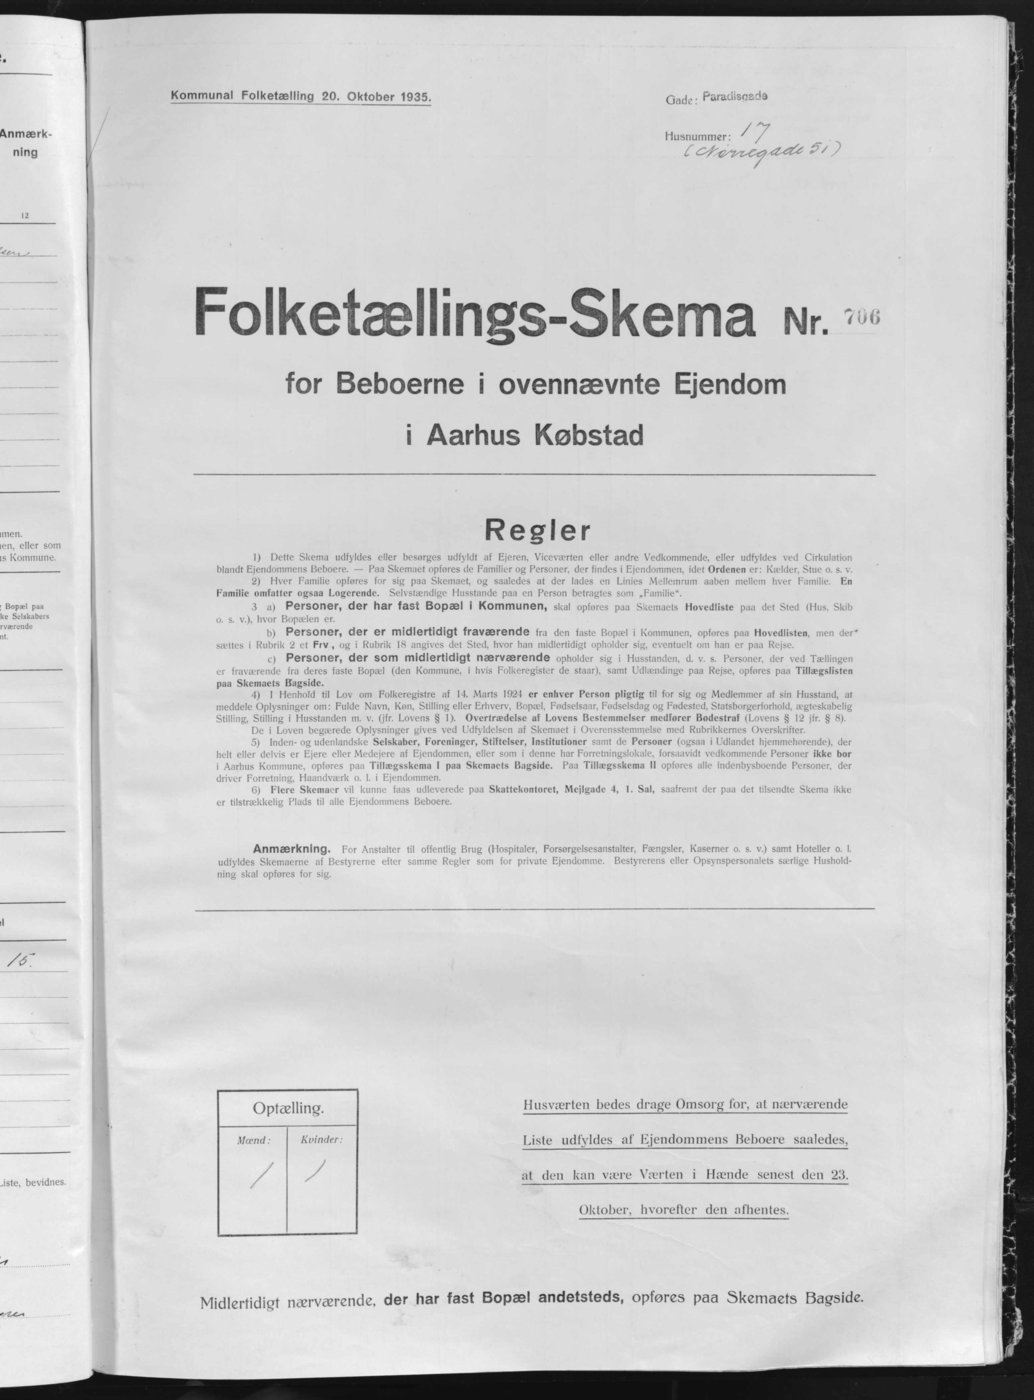 Anmærk-
ning
12
men.
en, eller som
s Kommune.
g Bopæl paa
ke Selskabers
rværende
nt.
15.
Liste, bevidnes.
Kommunal Folketælling 20. Oktober 1935.
Gade: Paradisgade
Husnummer: 17
(Nørregade 51)
Folketællings-Skema Nr. 706
for Beboerne i ovennævnte Ejendom
i Aarhus Købstad
Regler
1) Dette Skema udfyldes eller besørges udfyldt af Ejeren, Viceværten eller andre Vedkommende, eller udfyldes ved Cirkulation
blandt Ejendommens Beboere. — Paa Skemaet opføres de Familier og Personer, der findes i Ejendommen, idet Ordenen er: Kælder, Stue o. s. v.
2) Hver Familie opføres for sig paa Skemaet, og saaledes at der lades en Linies Mellemrum aaben mellem hver Familie. En
Familie omfatter ogsaa Logerende. Selvstændige Husstande paa en Person betragtes som „Familie“.
3 a) Personer, der har fast Bopæl i Kommunen, skal opføres paa Skemaets Hovedliste paa det Sted (Hus, Skib
o. s. v.), hvor Bopælen er.
b) Personer, der er midlertidigt fraværende fra den faste Bopæl i Kommunen, opføres paa Hovedlisten, men der
sættes i Rubrik 2 et Frv., og i Rubrik 18 angives det Sted, hvor han midlertidigt opholder sig, eventuelt om han er paa Rejse.
c) Personer, der som midlertidigt nærværende opholder sig i Husstanden, d. v. s. Personer, der ved Tællingen
er fraværende fra deres faste Bopæl (den Kommune, i hvis Folkeregister de staar), samt Udlændinge paa Rejse, opføres paa Tillægslisten
paa Skemaets Bagside.
4) I Henhold til Lov om Folkeregistre af 14. Marts 1924 er enhver Person pligtig til for sig og Medlemmer af sin Husstand, at
meddele Oplysninger om: Fulde Navn, Køn, Stilling eller Erhverv, Bopæl, Fødselsaar, Fødselsdag og Fødested, Statsborgerforhold, ægteskabelig
Stilling, Stilling i Husstanden m. v. (jfr. Lovens § 1). Overtrædelse af Lovens Bestemmelser medfører Bødestraf (Lovens § 12 jfr. § 8).
De i Loven begærede Oplysninger gives ved Udfyldelsen af Skemaet i Overensstemmelse med Rubrikkernes Overskrifter.
5) Inden- og udenlandske Selskaber, Foreninger, Stiftelser, Institutioner samt de Personer (ogsaa i Udlandet hjemmehørende), der
helt eller delvis er Ejere eller Medejere af Ejendommen, eller som i denne har Forretningslokale, forsaavidt vedkommende Personer ikke bor
i Aarhus Kommune, opføres paa Tillægsskema I paa Skemaets Bagside. Paa Tillægsskema II opføres alle indenbysboende Personer, der
driver Forretning, Haandværk o. l. i Ejendommen.
6) Flere Skemaer vil kunne faas udleverede paa Skattekontoret, Mejlgade 4, 1. Sal, saafremt der paa det tilsendte Skema ikke
er tilstrækkelig Plads til alle Ejendommens Beboere.
Anmærkning. For Anstalter til offentlig Brug (Hospitaler, Forsørgelsesanstalter, Fængsler, Kaserner o. s. v.) samt Hoteller o. l.
udfyldes Skemaerne af Bestyrerne efter samme Regler som for private Ejendomme. Bestyrerens eller Opsynspersonalets særlige Hushold-
ning skal opføres for sig.
Optælling.
Mænd: Kvinder:
1 1
Husværten bedes drage Omsorg for, at nærværende
Liste udfyldes af Ejendommens Beboere saaledes,
at den kan være Værten i Hænde senest den 23.
Oktober, hvorefter den afhentes.
Midlertidigt nærværende, der har fast Bopæl andetsteds, opføres paa Skemaets Bagside.